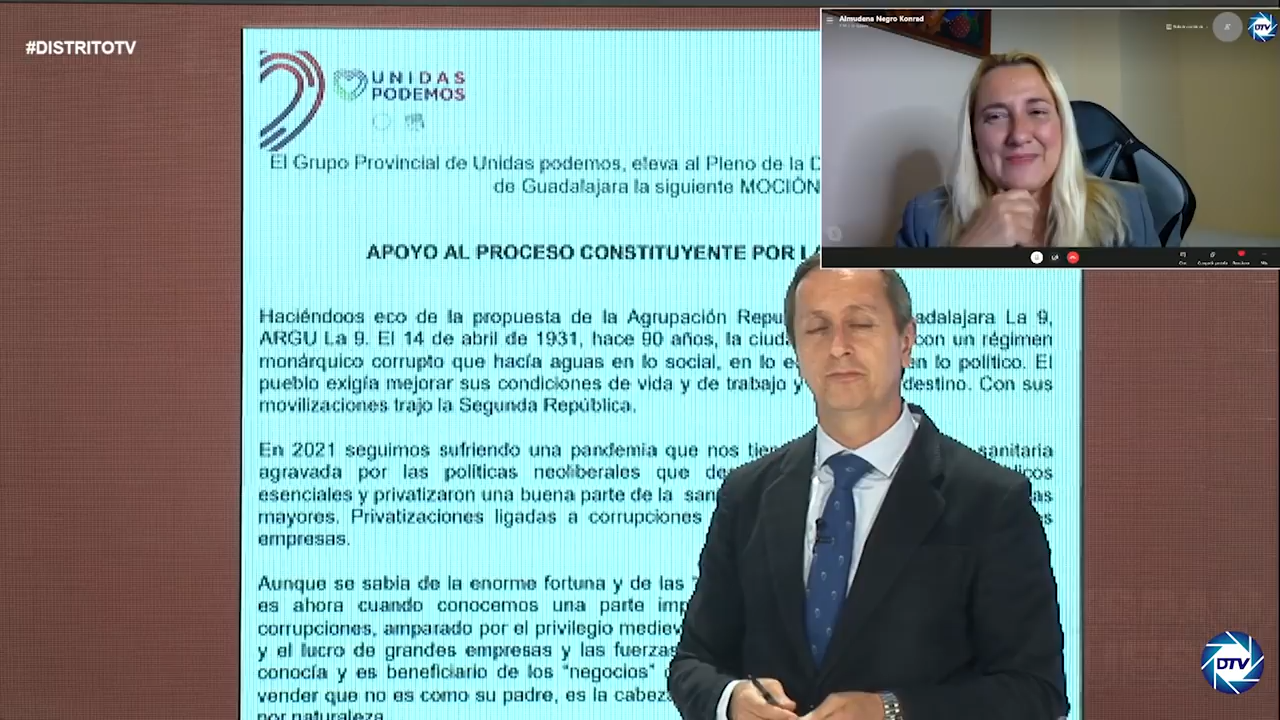 #DISTRITOTV
Almudena Negro Konrad
DTV
UNIDAS
PODEMOS
El Grupo Provincial de Unidas podemos, eleva al Pleno de la
de Guadalajara la siguiente MOCIÓN
APOYO AL PROCESO CONSTITUYENTE POR
Haciéndoos eco de la propuesta de la Agrupación Repu adalajara La 9,
ARGU La 9. El 14 de abril de 1931, hace 90 años, la ciuda con un régimen
monárquico corrupto que hacía aguas en lo social, en lo e en lo político. El
pueblo exigía mejorar sus condiciones de vida y de trabajo y destino. Con sus
movilizaciones trajo la Segunda República.
En 2021 seguimos sufriendo una pandemia que nos tien sanitaria
agravada por las políticas neoliberales que de licos
esenciales y privatizaron una buena parte de la san as
mayores. Privatizaciones ligadas a corrupciones es
empresas.
Aunque se sabia de la enorme fortuna y de las
es ahora cuando conocemos una parte imp
corrupciones, amparado por el privilegio mediev
y el lucro de grandes empresas y las fuerzas
conocía y es beneficiario de los "negocios"
vender que no es como su padre, es la cabeza
por naturaleza
DTV